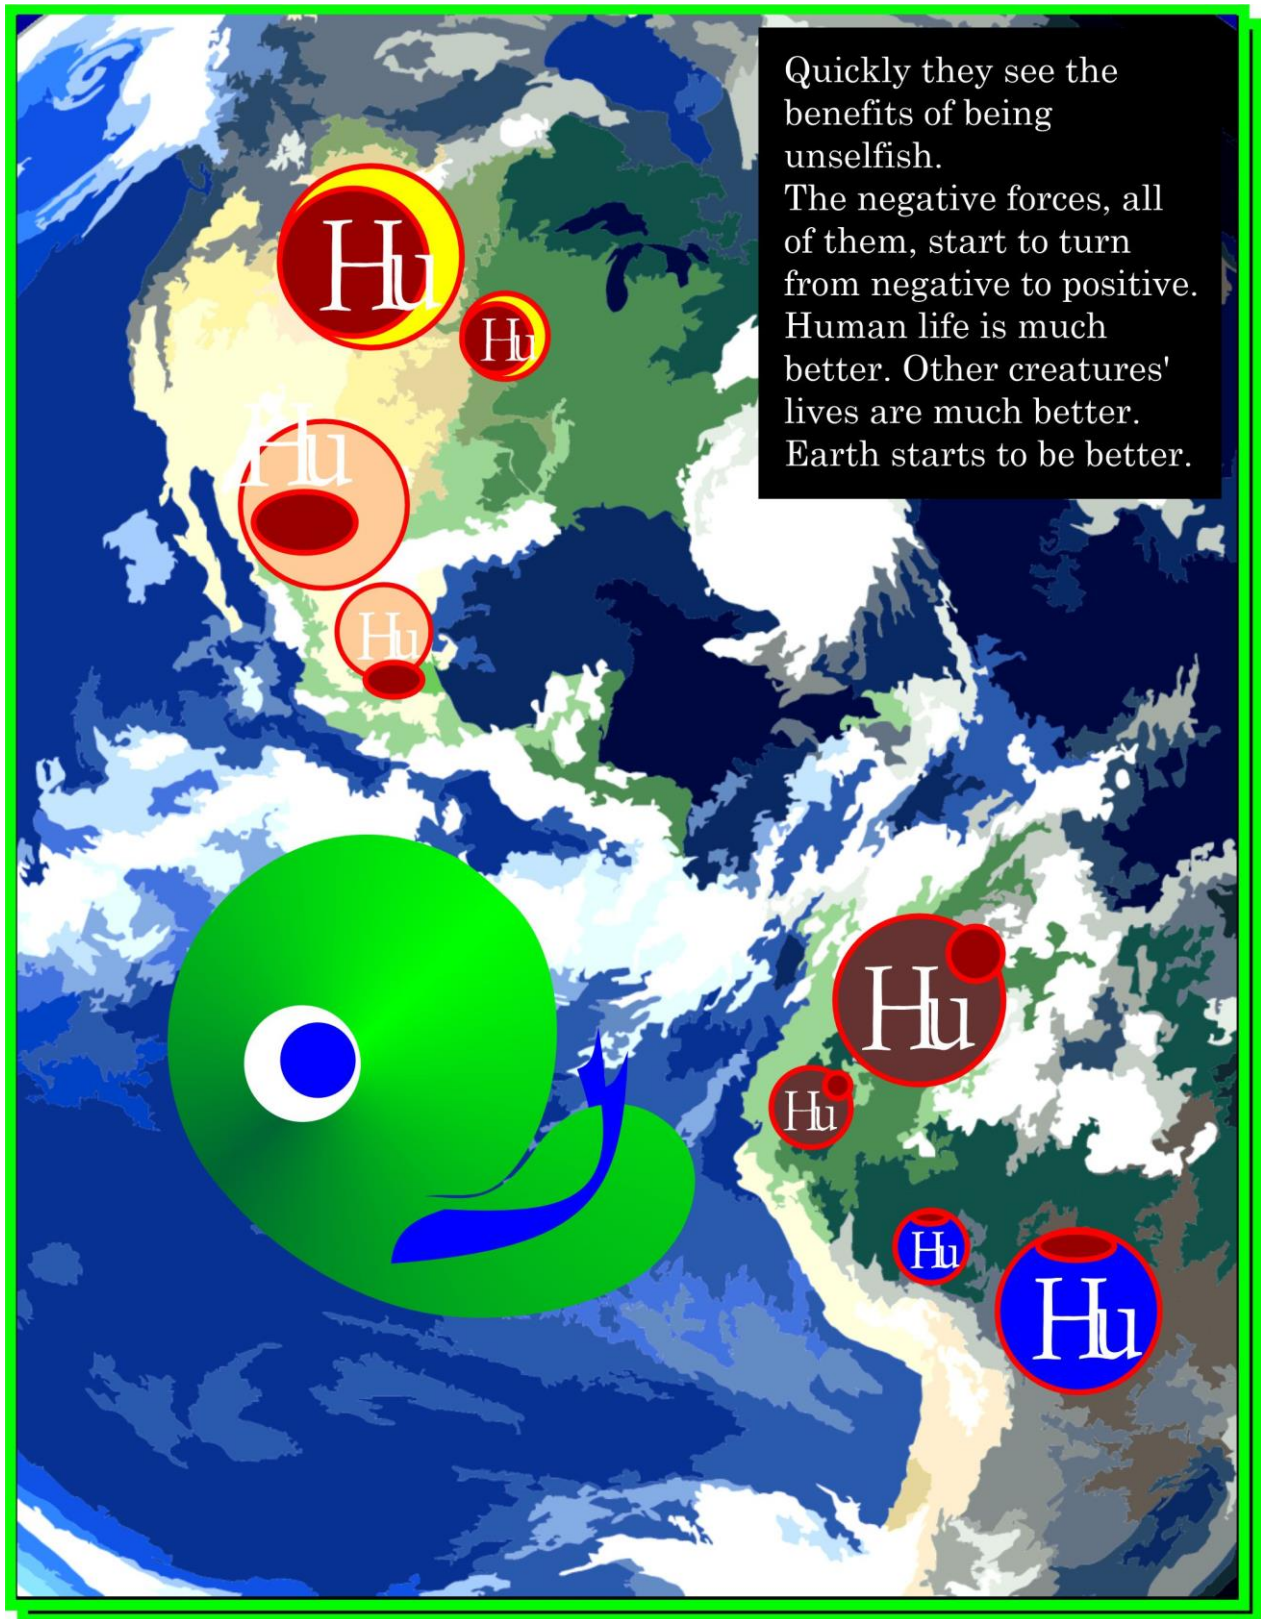 Quickly they see the
benefits of being
unselfish.
The negative forces, all
of them, start to turn
from negative to positive.
Human life is much
better. Other creatures'
lives are much better.
Earth starts to be better.
Hu
Hu
Hu
Hu
Hu
Hu
Hu
Hu